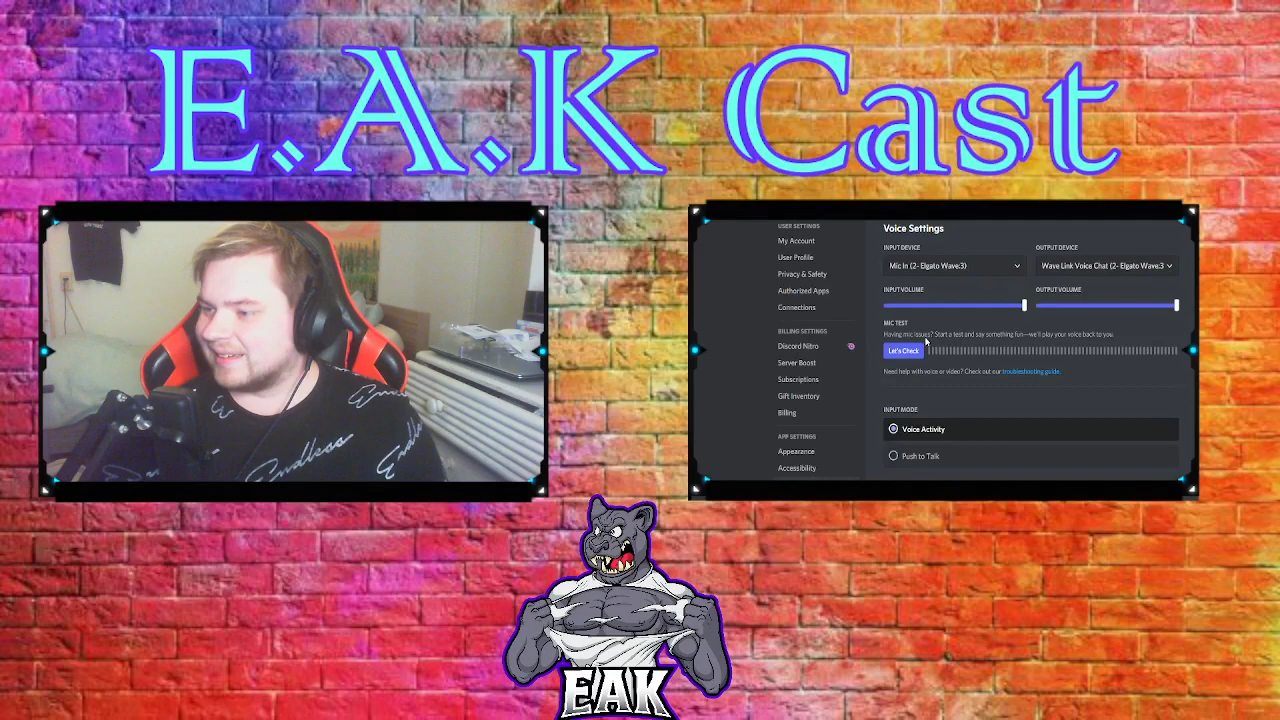 E.A.K Cast
USER SETTINGS
My Account
User Profile
Privacy & Safety
Authorized Apps
Connections
BILLING SETTINGS
Discord Nitro
Server Boost
Subscriptions
Gift Inventory
Billing
APP SETTINGS
Appearance
Accessibility
Voice Settings
INPUT DEVICE
OUTPUT DEVICE
Mic In (2- Elgato Wave:3)
Wave Link Voice Chat (2- Elgato Wave:3
INPUT VOLUME
OUTPUT VOLUME
MIC TEST
Having mic issues? Start a test and say something fun—we'll play your voice back to you.
Let's Check
Need help with voice or video? Check out our troubleshooting guide.
INPUT MODE
Voice Activity
Push to Talk
Endless
EAK